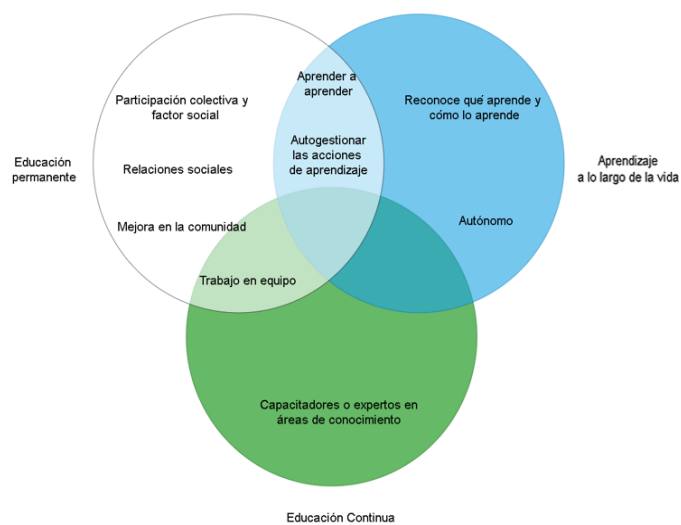 Aprender a
aprender
Participación colectiva y
factor social
Reconoce qué aprende y
cómo lo aprende
Autogestionar
las acciones
de aprendizaje
Educación
permanente
Relaciones sociales
Aprendizaje
a lo largo de la vida
Mejora en la comunidad
Autónomo
Trabajo en equipo
Capacitadores o expertos en
áreas de conocimiento
Educación Continua